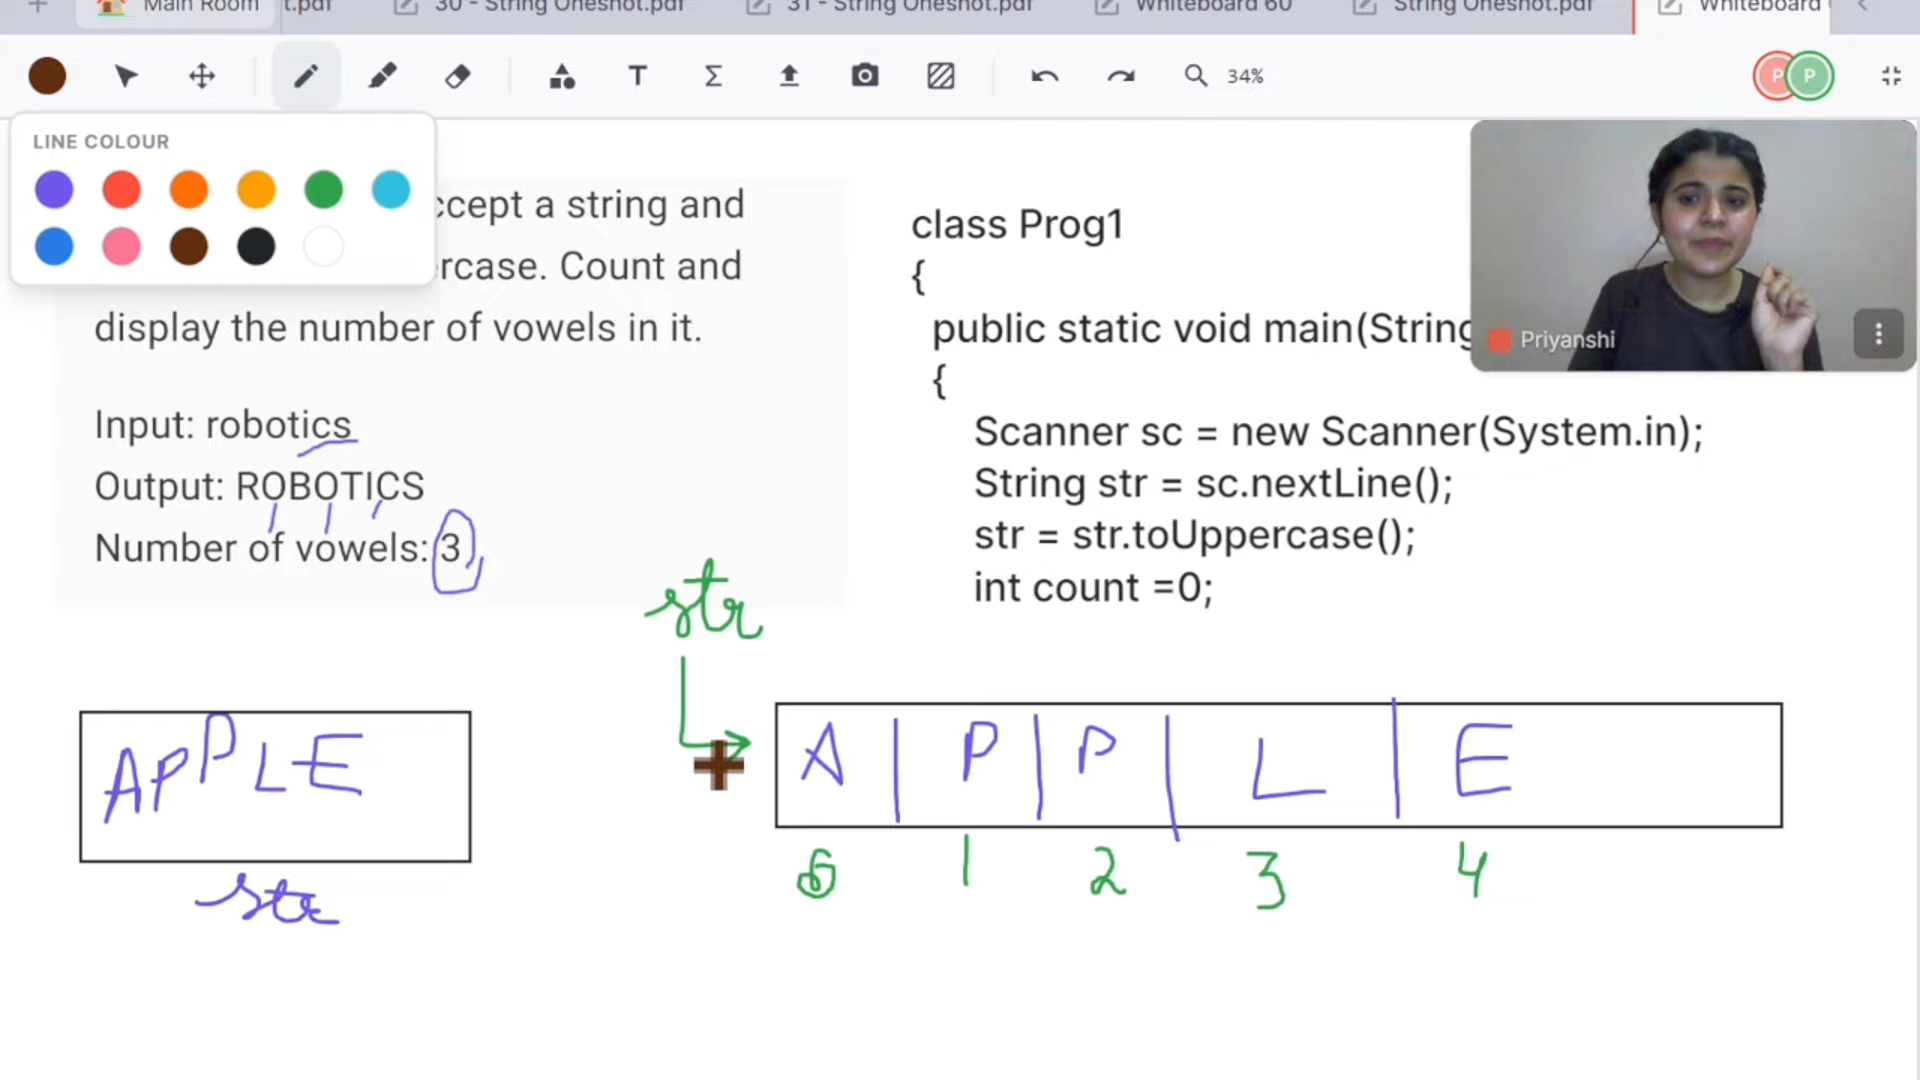 Main Room
t.pdf
30 - String Oneshot.pdf
31 - String Oneshot.pdf
Whiteboard 60
String Oneshot.pdf
Whiteboard
T
Σ
34%
P
P
LINE COLOUR
ccept a string and
rcase. Count and
display the number of vowels in it.
Input: robotics
Output: ROBOTICS
Number of vowels: 3
class Prog1
{
public static void main(String
{
Scanner sc = new Scanner(System.in);
String str = sc.nextLine();
str = str.toUppercase();
int count =0;
Priyanshi
str
APPLE
str
A | P | P | L | E
1 2 3 4